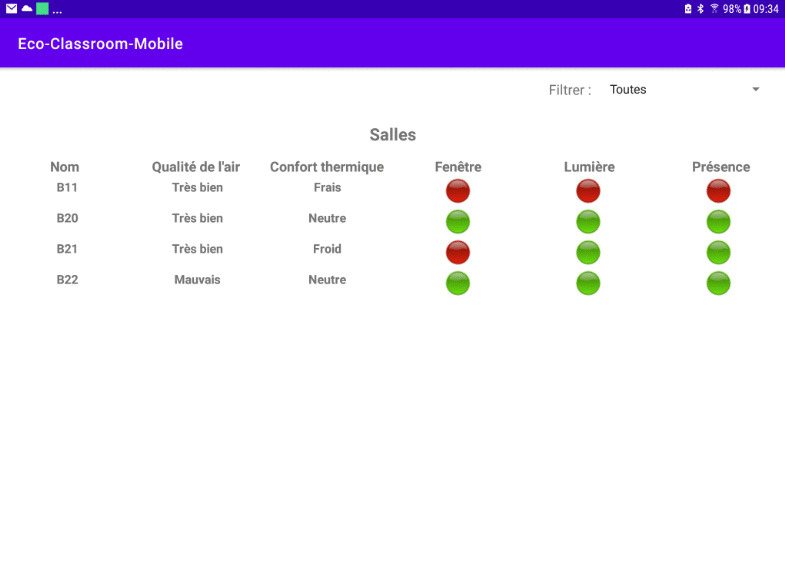 ... 98% 09:34
Eco-Classroom-Mobile
Filtrer : Toutes
Salles
Nom Qualité de l'air Confort thermique Fenêtre Lumière Présence
B11 Très bien Frais
B20 Très bien Neutre
B21 Très bien Froid
B22 Mauvais Neutre